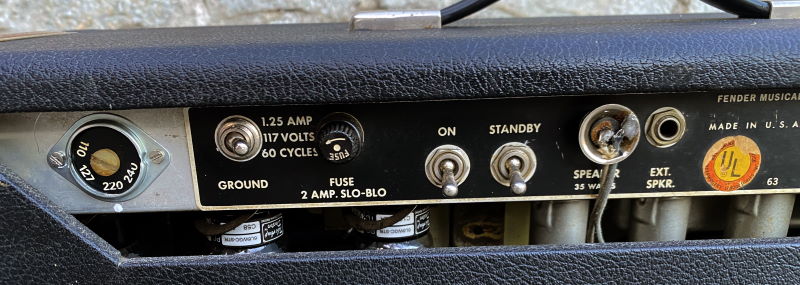 FENDER MUSICAL
1.25 AMP
117 VOLTS
60 CYCLES
GROUND
FUSE
FUSE
2 AMP. SLO-BLO
ON
STANDBY
SPEAKER
35 WATTS
EXT.
SPKR.
MADE IN U.S.A.
UL
63
110
127
220
240